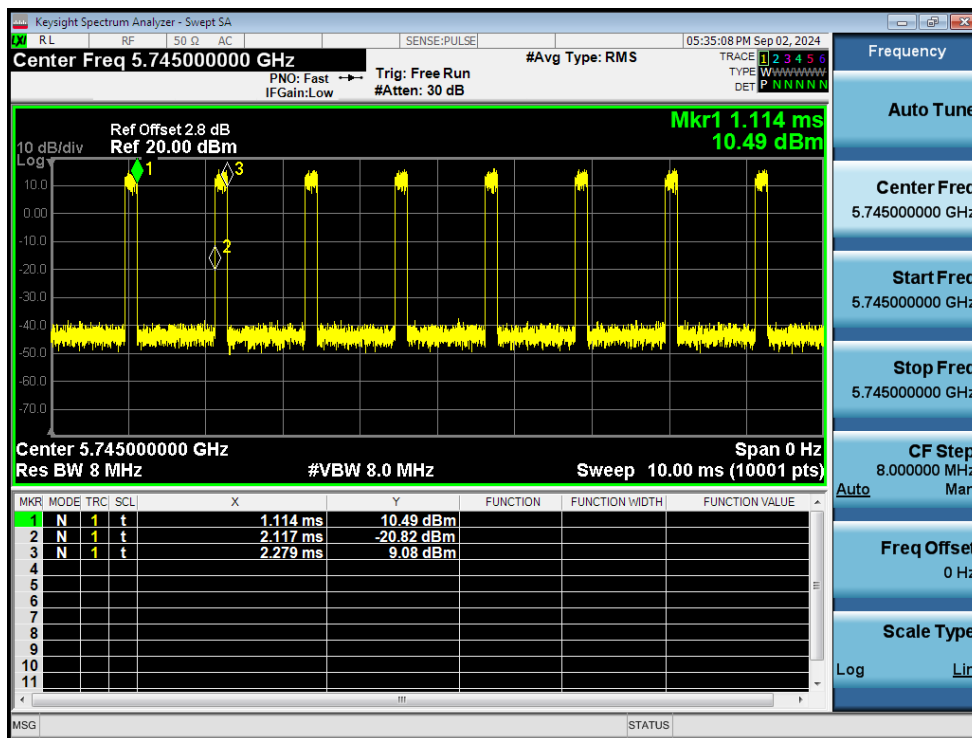 Keysight Spectrum Analyzer - Swept SA
LXI RL RF 50 Ω AC SENSE:PULSE 05:35:08 PM Sep 02, 2024
Center Freq 5.745000000 GHz
PNO: Fast
IFGain:Low
Trig: Free Run
#Atten: 30 dB
#Avg Type: RMS
TRACE 1 2 3 4 5 6
TYPE WWWWWW
DET P N N N N N
Ref Offset 2.8 dB
Ref 20.00 dBm
10 dB/div
Log
Mkr1 1.114 ms
10.49 dBm
10.0
0.00
-10.0
-20.0
-30.0
-40.0
-50.0
-60.0
-70.0
1
3
2
Center 5.745000000 GHz
Span 0 Hz
Res BW 8 MHz
#VBW 8.0 MHz
Sweep 10.00 ms (10001 pts)
MKR MODE TRC SCL X Y FUNCTION FUNCTION WIDTH FUNCTION VALUE
1 N 1 t 1.114 ms 10.49 dBm
2 N 1 t 2.117 ms -20.82 dBm
3 N 1 t 2.279 ms 9.08 dBm
4
5
6
7
8
9
10
11
MSG
STATUS
Frequency
Auto Tune
Center Freq
5.745000000 GHz
Start Freq
5.745000000 GHz
Stop Freq
5.745000000 GHz
CF Step
8.000000 MHz
Auto Man
Freq Offset
0 Hz
Scale Type
Log Lin